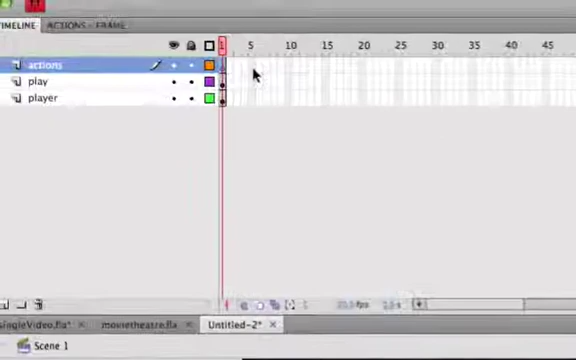 TIMELINE ACTIONS - FRAME
1 5 10 15 20 25 30 35 40 45
actions
play
player
singleVideo.fla* movietheatre.fla Untitled-2*
Scene 1